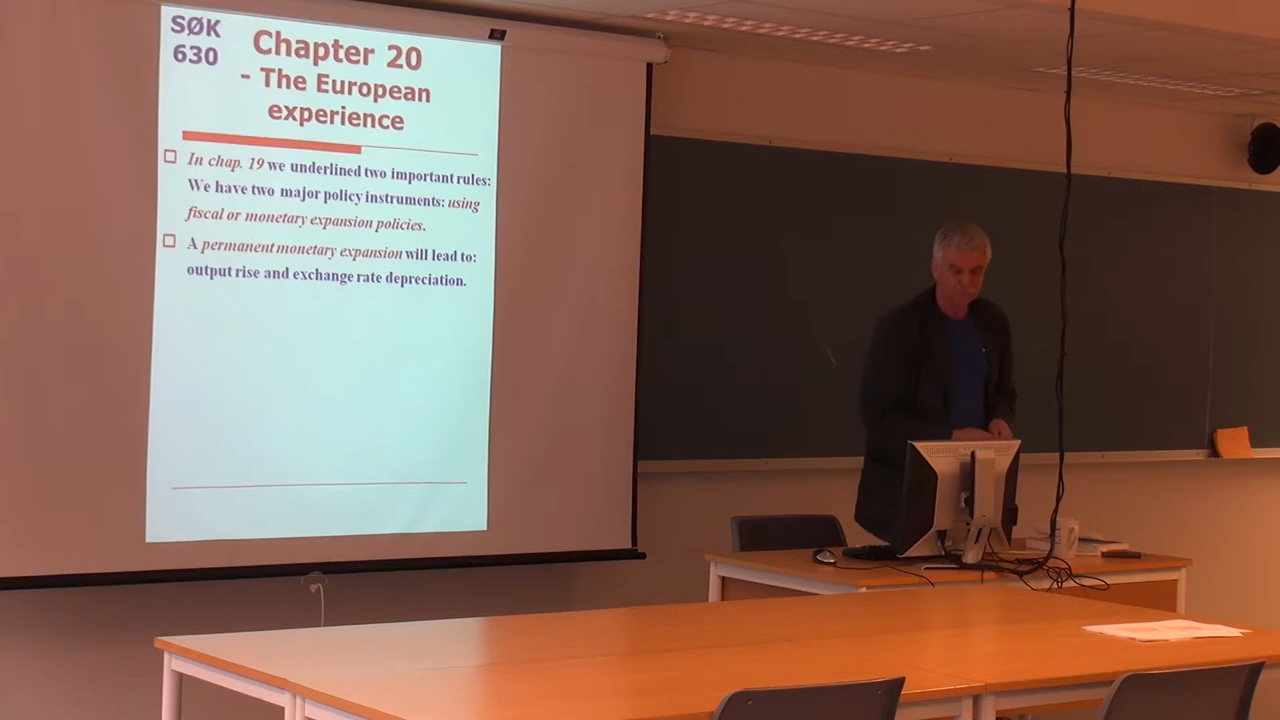 SØK
630
Chapter 20
- The European
experience
In chap. 19 we underlined two important rules:
We have two major policy instruments: using
fiscal or monetary expansion policies.
A permanent monetary expansion will lead to:
output rise and exchange rate depreciation.